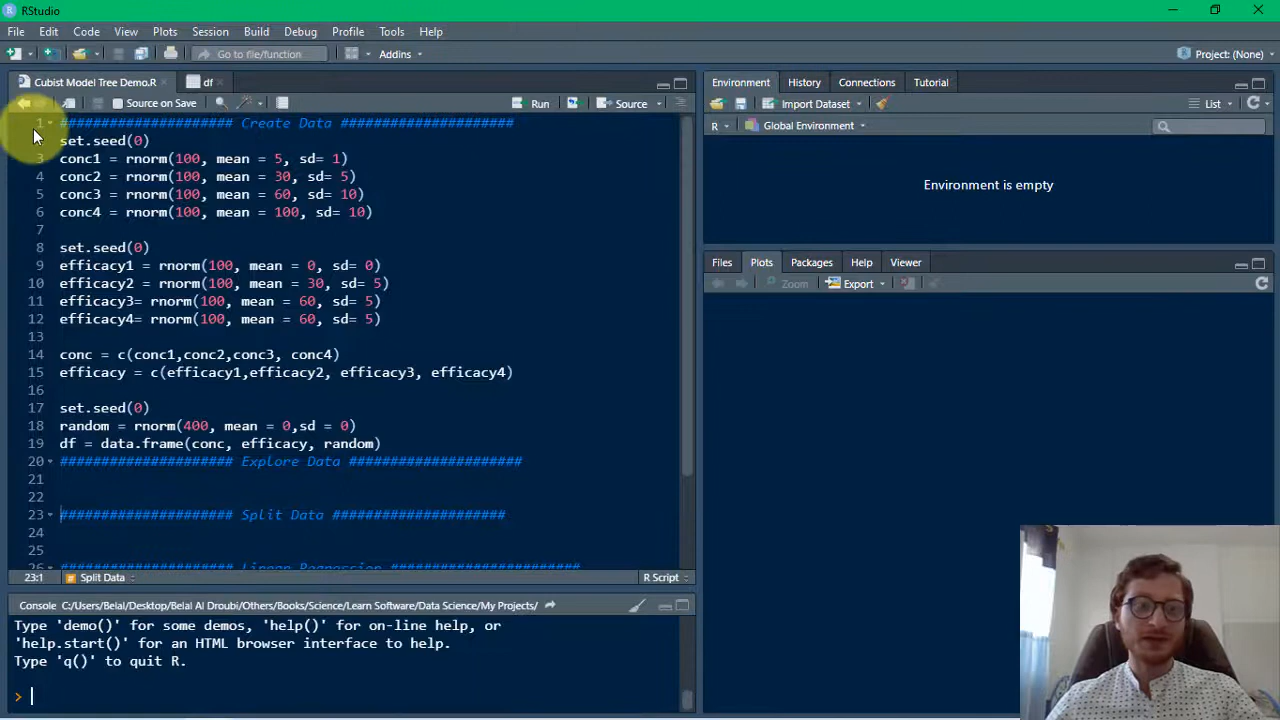 RStudio
File Edit Code View Plots Session Build Debug Profile Tools Help
Go to file/function Addins Project: (None)
Cubist Model Tree Demo.R df
Source on Save Run Source
1 ##################### Create Data #####################
set.seed(0)
3 conc1 = rnorm(100, mean = 5, sd= 1)
4 conc2 = rnorm(100, mean = 30, sd= 5)
5 conc3 = rnorm(100, mean = 60, sd= 10)
6 conc4 = rnorm(100, mean = 100, sd= 10)
7
8 set.seed(0)
9 efficacy1 = rnorm(100, mean = 0, sd= 0)
10 efficacy2 = rnorm(100, mean = 30, sd= 5)
11 efficacy3= rnorm(100, mean = 60, sd= 5)
12 efficacy4= rnorm(100, mean = 60, sd= 5)
13
14 conc = c(conc1,conc2,conc3, conc4)
15 efficacy = c(efficacy1,efficacy2, efficacy3, efficacy4)
16
17 set.seed(0)
18 random = rnorm(400, mean = 0,sd = 0)
19 df = data.frame(conc, efficacy, random)
20 ##################### Explore Data #####################
21
22
23 ##################### Split Data #####################
24
25
26 ##################### Linear Regression #######################
23:1 # Split Data R Script
Console C:/Users/Belal/Desktop/Belal Al Droubi/Others/Books/Science/Learn Software/Data Science/My Projects/
Type 'demo()' for some demos, 'help()' for on-line help, or
'help.start()' for an HTML browser interface to help.
Type 'q()' to quit R.
>
Environment History Connections Tutorial
Import Dataset List
R Global Environment
Environment is empty
Files Plots Packages Help Viewer
Zoom Export